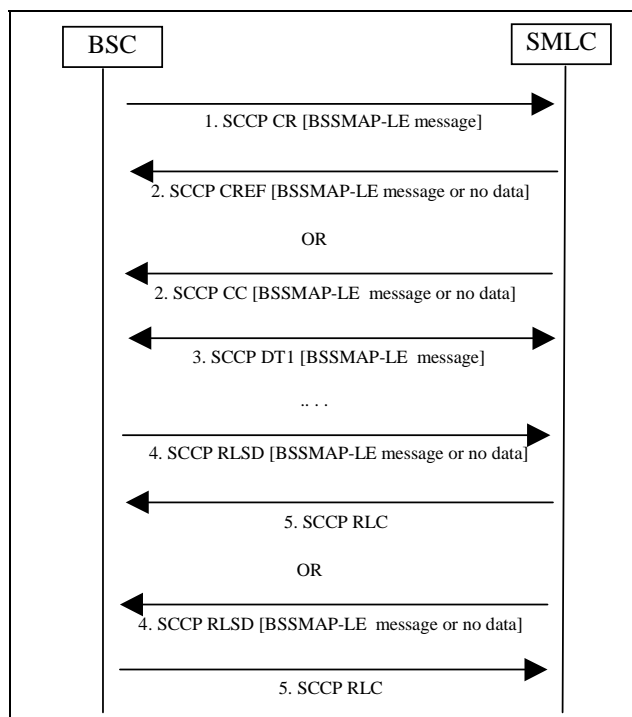 BSC
SMLC
1. SCCP CR [BSSMAP-LE message]
2. SCCP CREF [BSSMAP-LE message or no data]
OR
2. SCCP CC [BSSMAP-LE message or no data]
3. SCCP DT1 [BSSMAP-LE message]
.. . .
4. SCCP RLSD [BSSMAP-LE message or no data]
5. SCCP RLC
OR
4. SCCP RLSD [BSSMAP-LE message or no data]
5. SCCP RLC